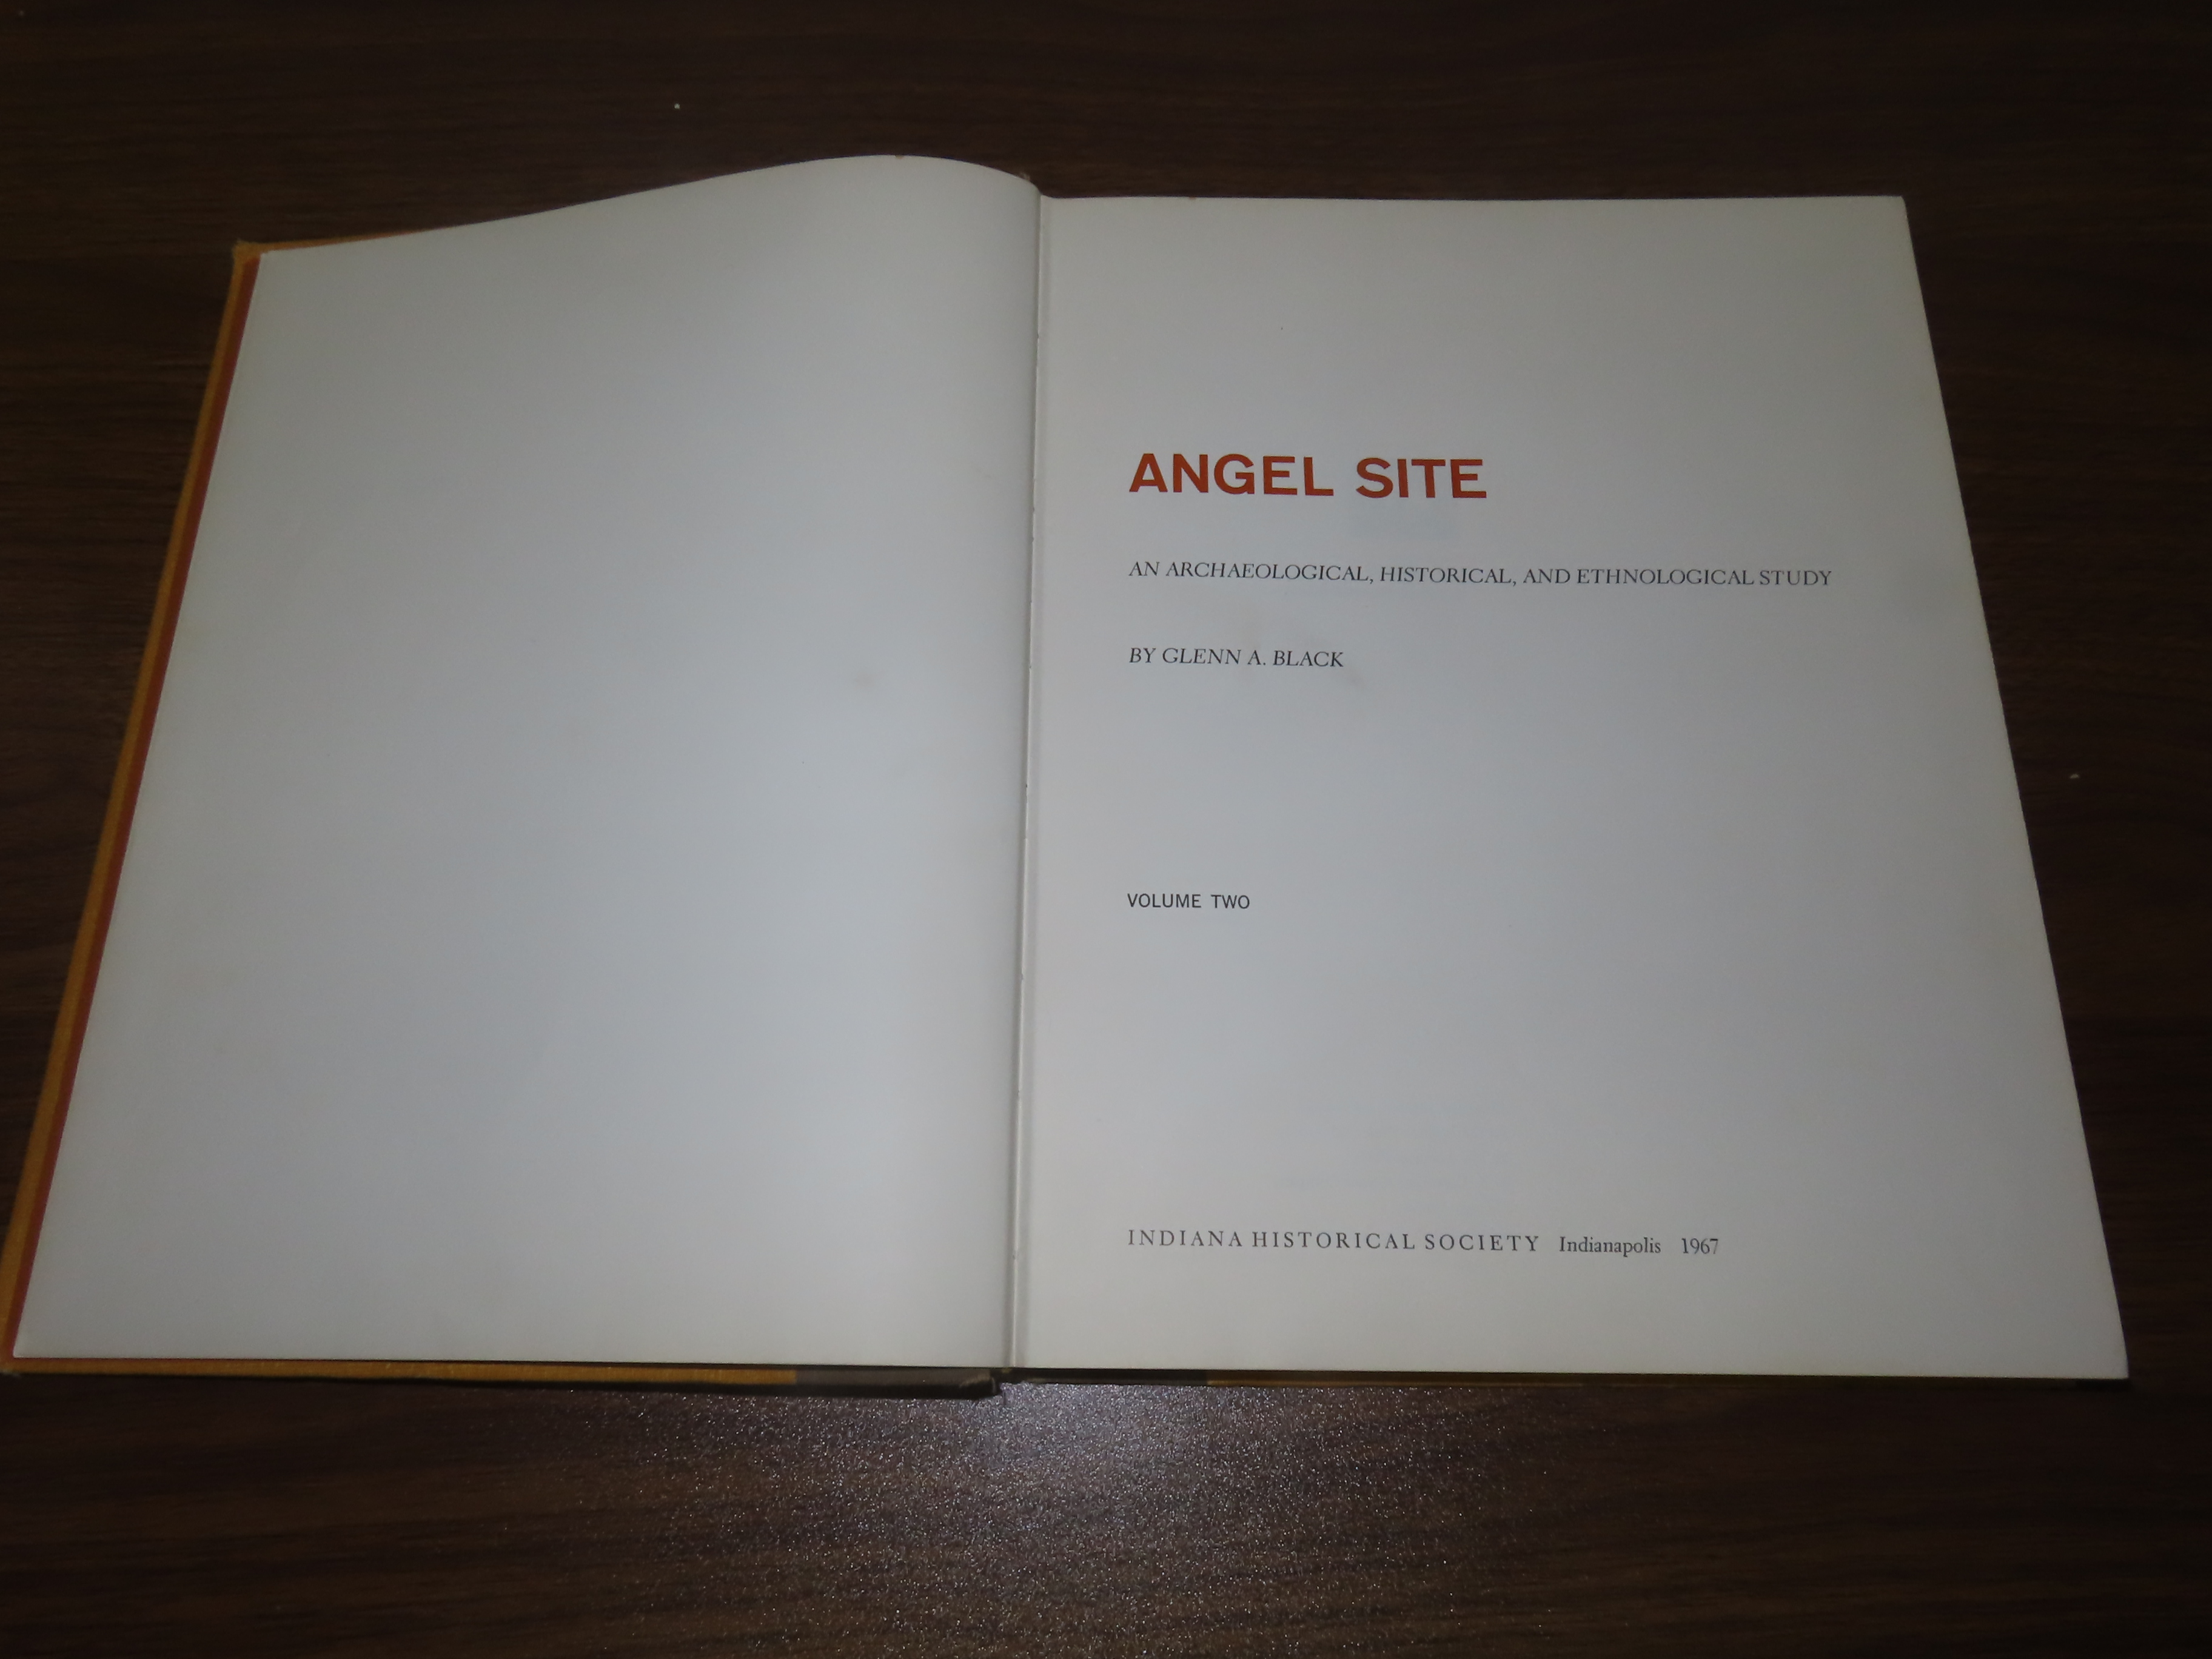 ANGEL SITE
AN ARCHAEOLOGICAL, HISTORICAL, AND ETHNOLOGICAL STUDY
BY GLENN A. BLACK
VOLUME TWO
INDIANA HISTORICAL SOCIETY Indianapolis 1967